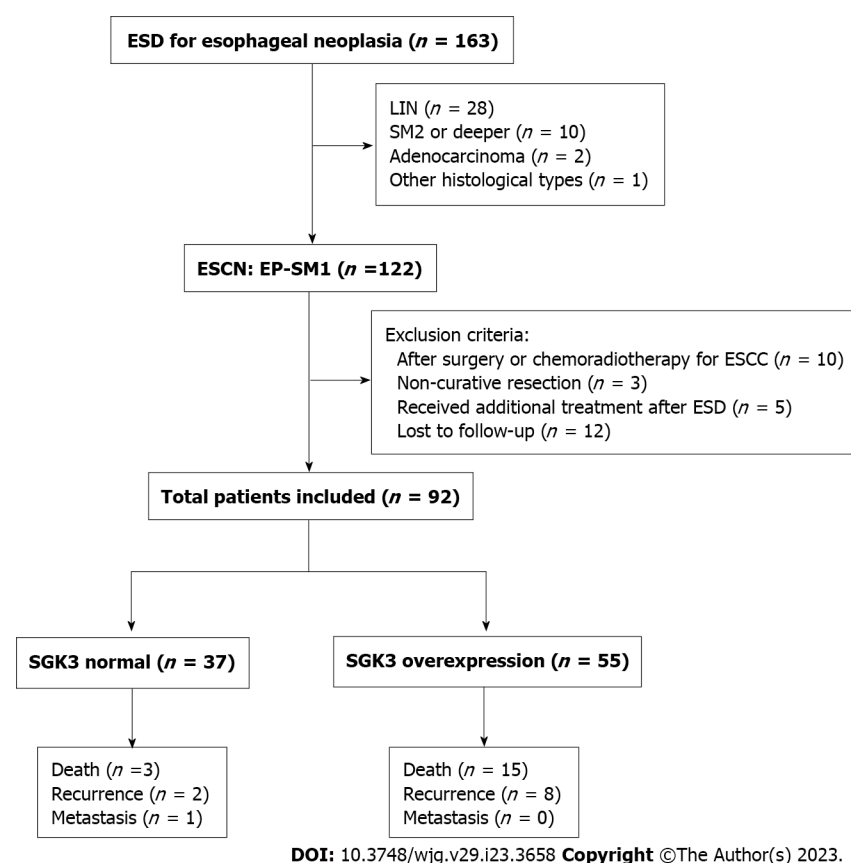 ESD for esophageal neoplasia (n = 163)
LIN (n = 28)
SM2 or deeper (n = 10)
Adenocarcinoma (n = 2)
Other histological types (n = 1)
ESCN: EP-SM1 (n =122)
Exclusion criteria:
After surgery or chemoradiotherapy for ESCC (n = 10)
Non-curative resection (n = 3)
Received additional treatment after ESD (n = 5)
Lost to follow-up (n = 12)
Total patients included (n = 92)
SGK3 normal (n = 37)
SGK3 overexpression (n = 55)
Death (n =3)
Recurrence (n = 2)
Metastasis (n = 1)
Death (n = 15)
Recurrence (n = 8)
Metastasis (n = 0)
DOI: 10.3748/wjg.v29.i23.3658 Copyright ©The Author(s) 2023.